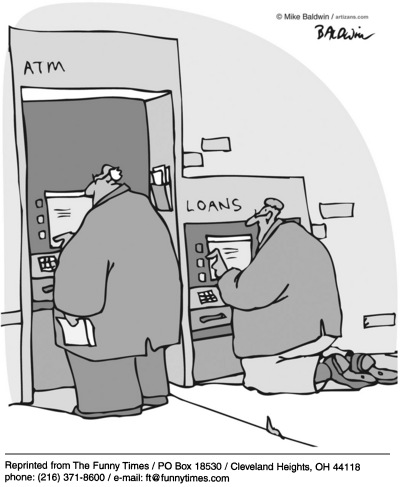 © Mike Baldwin / artizans.com
BALDWiN
ATM
LOANS
Reprinted from The Funny Times / PO Box 18530 / Cleveland Heights, OH 44118
phone: (216) 371-8600 / e-mail: ft@funnytimes.com